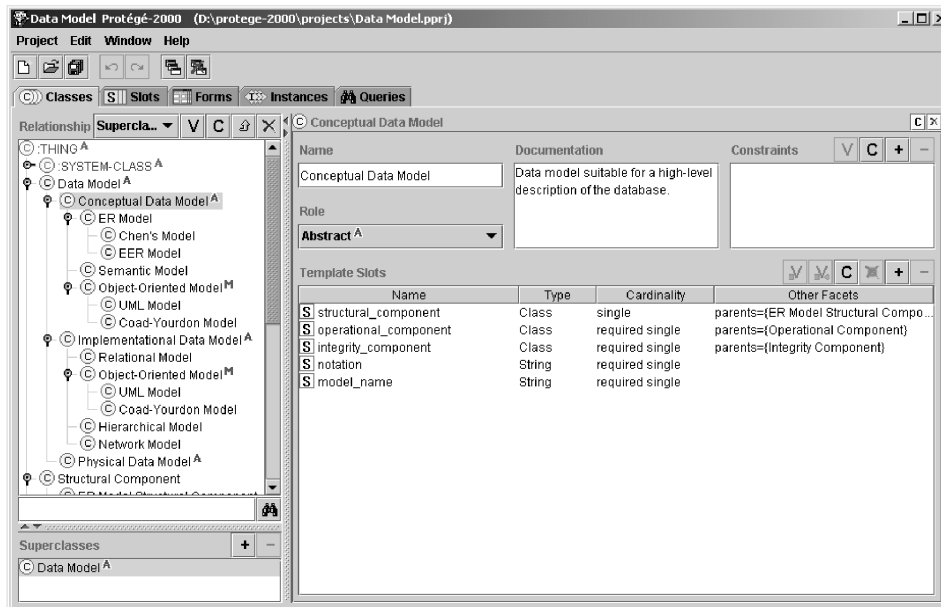 Data Model Protégé-2000 (D:\protege-2000\projects\Data Model.pprj)
Project Edit Window Help
Classes S Slots Forms Instances Queries
Relationship Supercla... V C
C :THING A
C :SYSTEM-CLASS A
C Data Model A
C Conceptual Data Model A
C ER Model
C Chen's Model
C EER Model
C Semantic Model
C Object-Oriented Model M
C UML Model
C Coad-Yourdon Model
C Implementational Data Model A
C Relational Model
C Object-Oriented Model M
C UML Model
C Coad-Yourdon Model
C Hierarchical Model
C Network Model
C Physical Data Model A
C Structural Component
C ER Model Structural Component
Superclasses + −
C Data Model A
C Conceptual Data Model C x
Name Documentation Constraints V C + −
Conceptual Data Model
Data model suitable for a high-level
description of the database.
Role
Abstract A
Template Slots C + −
Name Type Cardinality Other Facets
S structural_component Class single parents={ER Model Structural Compo...
S operational_component Class required single parents={Operational Component}
S integrity_component Class required single parents={Integrity Component}
S notation String required single
S model_name String required single